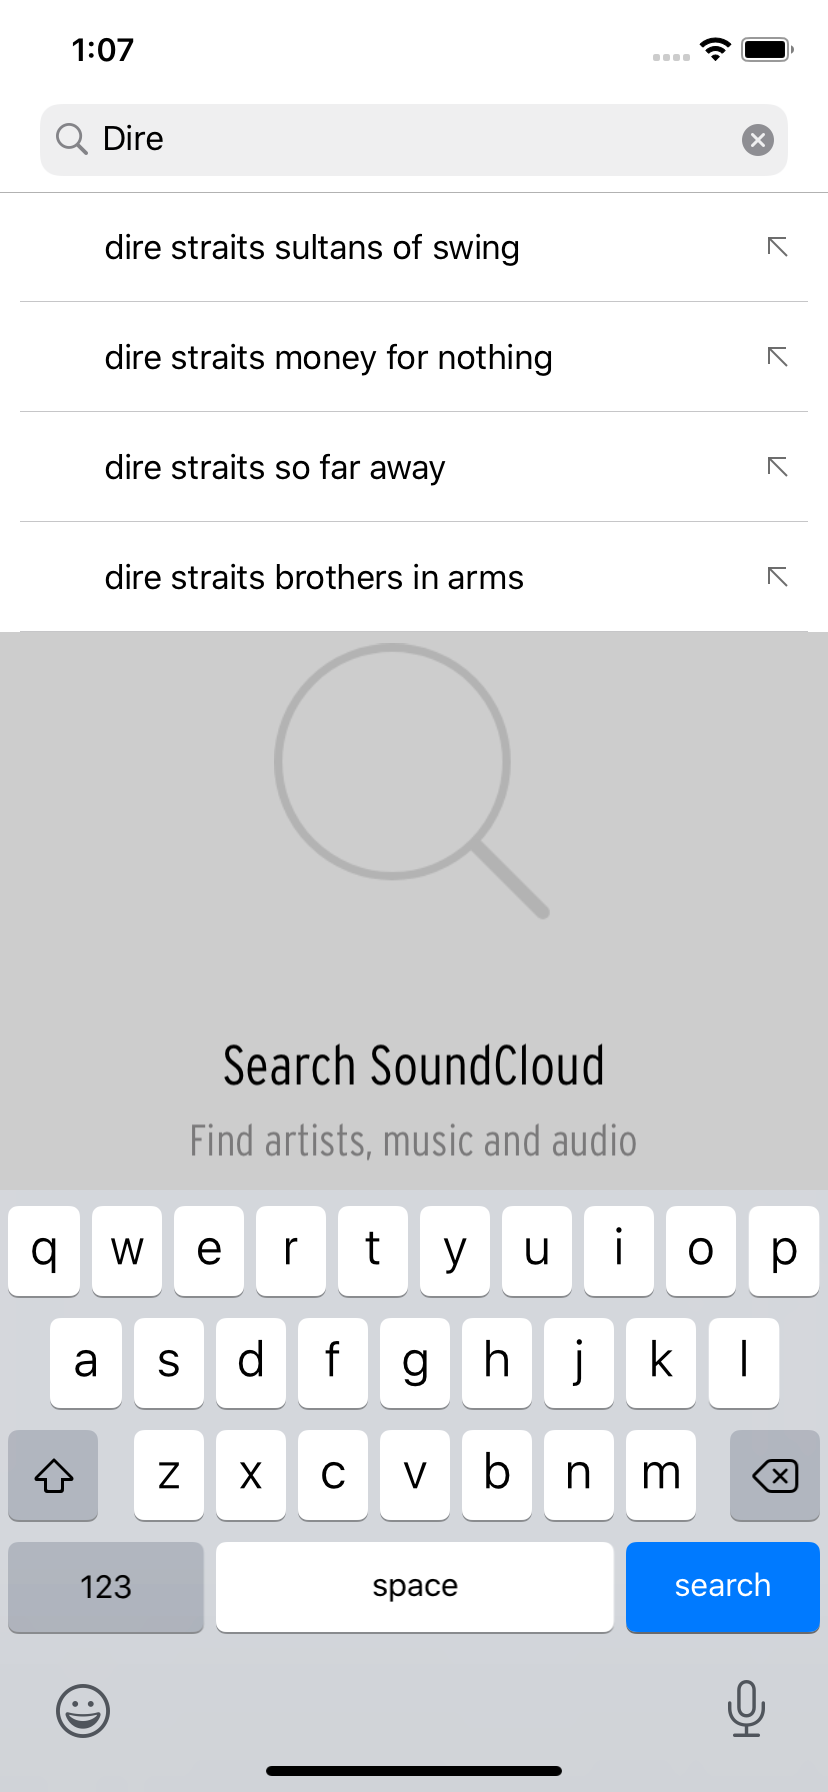 1:07
Dire
dire straits sultans of swing
dire straits money for nothing
dire straits so far away
dire straits brothers in arms
Search SoundCloud
Find artists, music and audio
q w e r t y u i o p
a s d f g h j k l
z x c v b n m
123 space search